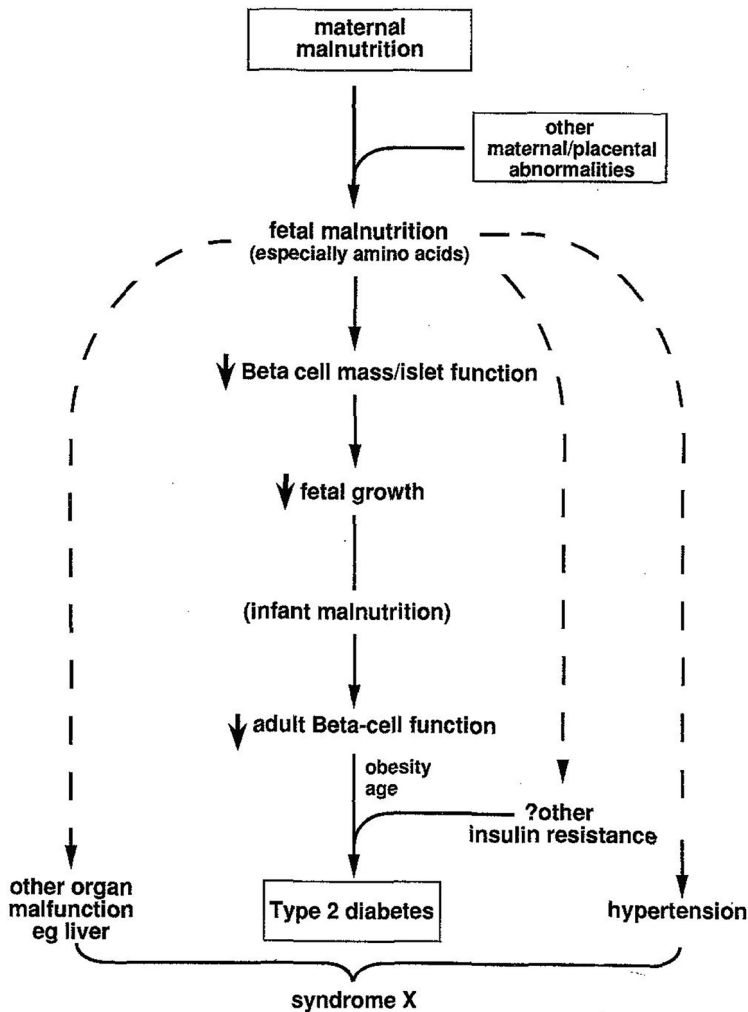 maternal
malnutrition
other
maternal/placental
abnormalities
fetal malnutrition
(especially amino acids)
Beta cell mass/islet function
fetal growth
(infant malnutrition)
adult Beta-cell function
obesity
age
?other
insulin resistance
other organ
malfunction
eg liver
Type 2 diabetes
hypertension
syndrome X